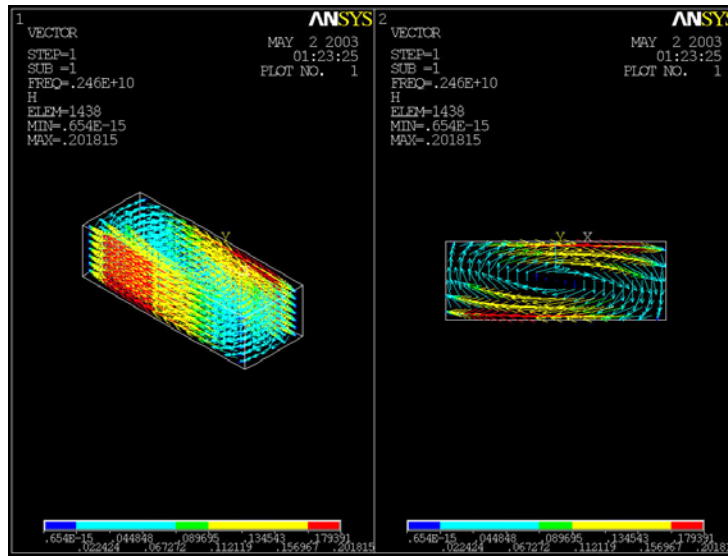 1
VECTOR
STEP=1
SUB =1
FREQ=.246E+10
H
ELEM=1438
MIN=.654E-15
MAX=.201815
ANSYS
MAY 2 2003
01:23:25
PLOT NO. 1
Y
.654E-15 .044848 .089695 .134543 .179391
.022424 .067272 .112119 .156967 .201815
2
VECTOR
STEP=1
SUB =1
FREQ=.246E+10
H
ELEM=1438
MIN=.654E-15
MAX=.201815
ANSYS
MAY 2 2003
01:23:25
PLOT NO. 1
Y X
.654E-15 .044848 .089695 .134543 .179391
.022424 .067272 .112119 .156967 .201815